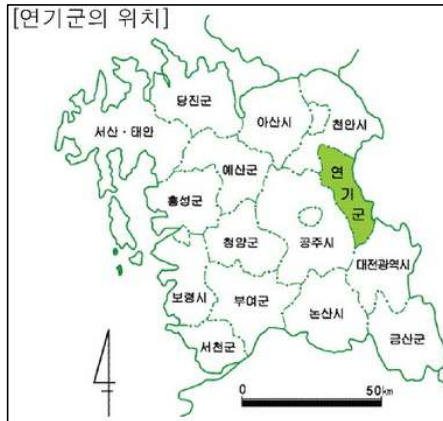 [연기군의 위치]
당진군
아산시
천안시
서산 · 태안
예산군
연
기
군
홍성군
청양군
공주시
대전광역시
보령시
부여군
논산시
서천군
금산군
0
50km